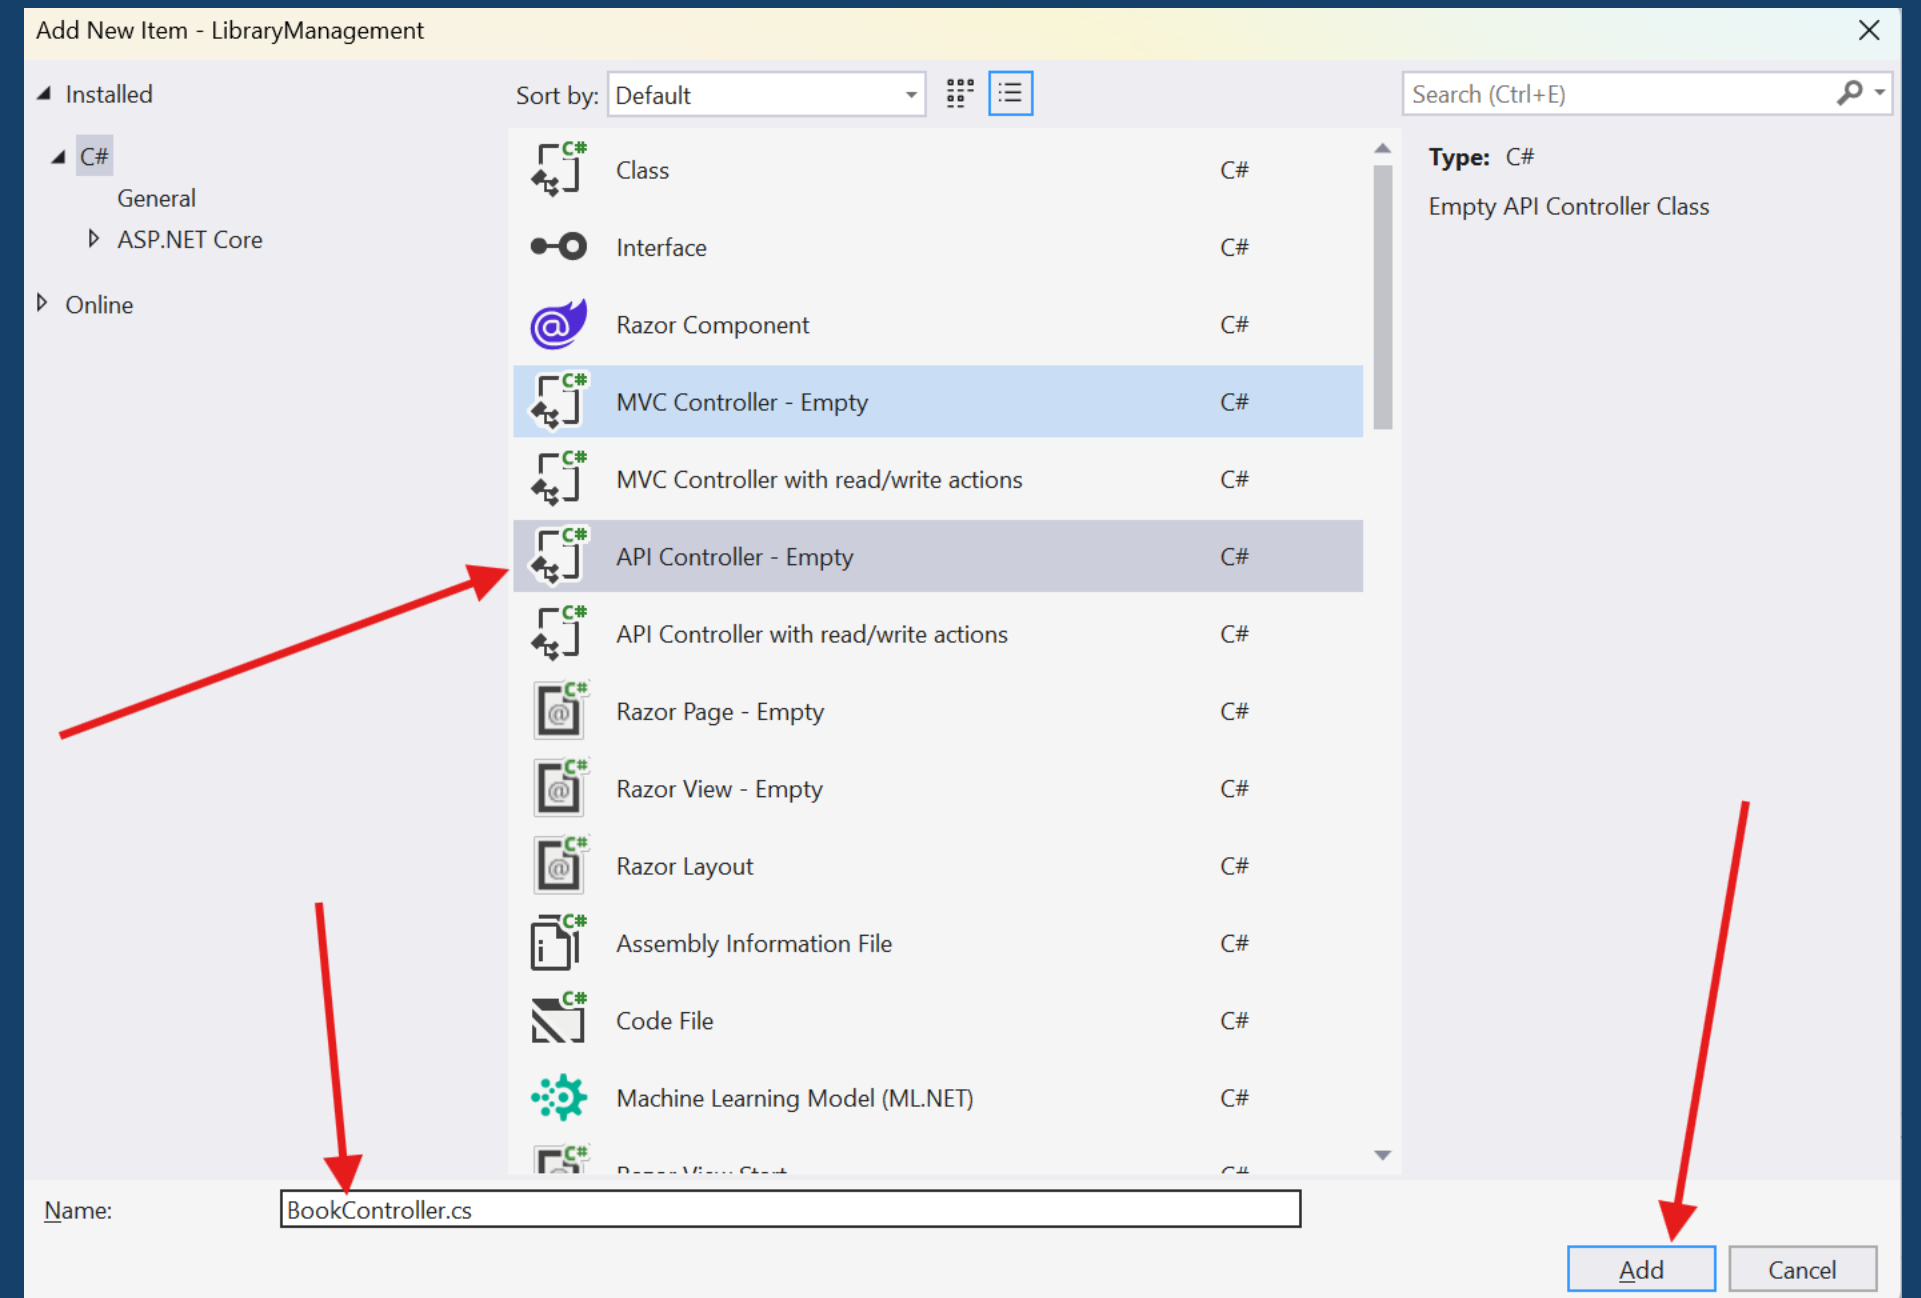 Add New Item - LibraryManagement
Installed
C#
General
ASP.NET Core
Online
Sort by: Default
Search (Ctrl+E)
Class C#
Interface C#
Razor Component C#
MVC Controller - Empty C#
MVC Controller with read/write actions C#
API Controller - Empty C#
API Controller with read/write actions C#
Razor Page - Empty C#
Razor View - Empty C#
Razor Layout C#
Assembly Information File C#
Code File C#
Machine Learning Model (ML.NET) C#
Razor View Start C#
Type: C#
Empty API Controller Class
Name: BookController.cs
Add Cancel